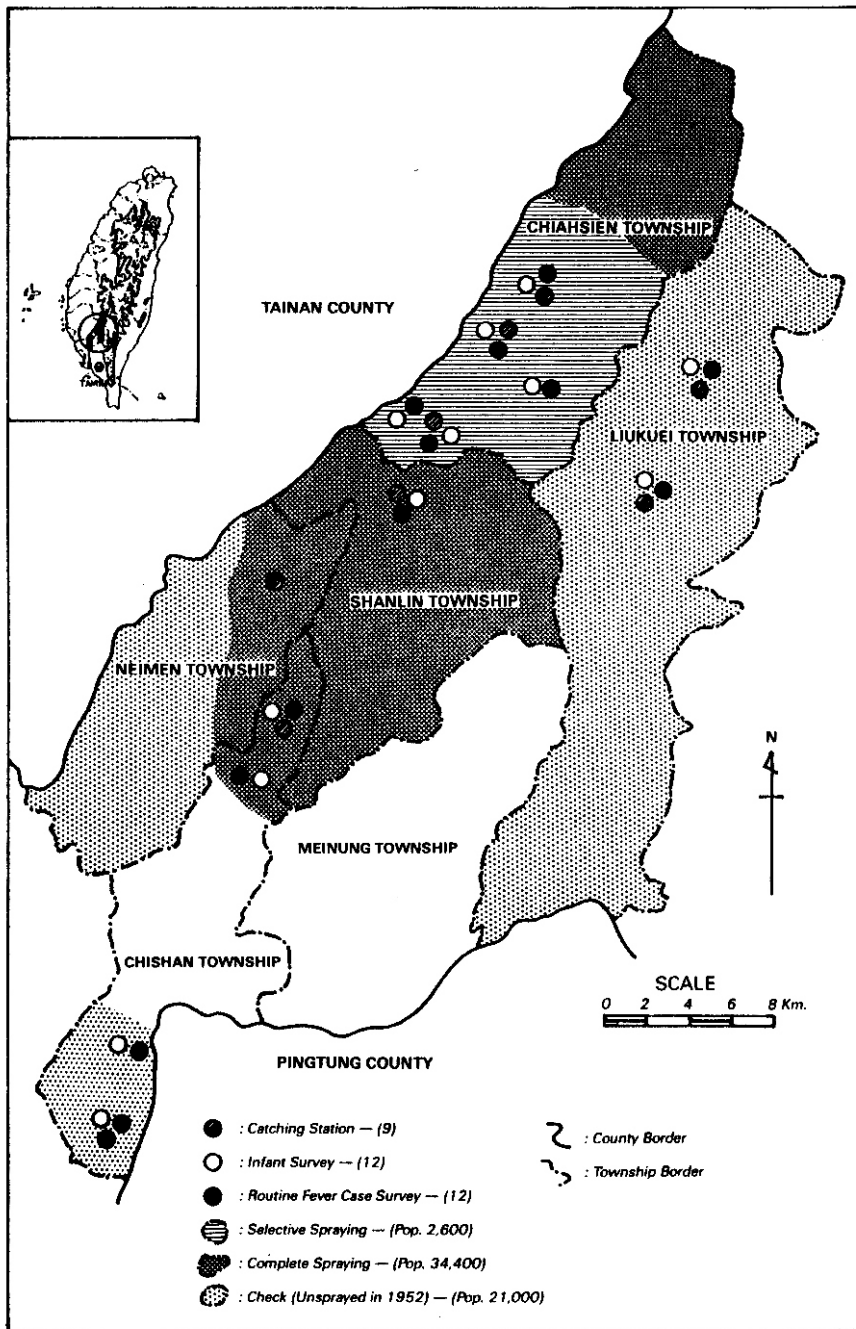 CHIAHSIEN TOWNSHIP
TAINAN COUNTY
LIUKUEI TOWNSHIP
SHANLIN TOWNSHIP
NEIMEN TOWNSHIP
N
MEINUNG TOWNSHIP
CHISHAN TOWNSHIP
SCALE
0 2 4 6 8 Km.
PINGTUNG COUNTY
: Catching Station — (9)
: Infant Survey — (12)
: Routine Fever Case Survey — (12)
: Selective Spraying — (Pop. 2,600)
: Complete Spraying — (Pop. 34,400)
: Check (Unsprayed in 1952) — (Pop. 21,000)
: County Border
: Township Border